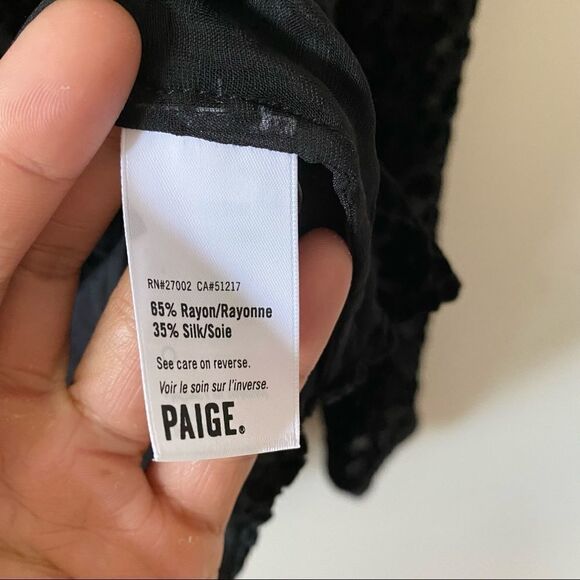 RN#27002 CA#51217
65% Rayon/Rayonne
35% Silk/Soie
See care on reverse.
Voir le soin sur l'inverse.
PAIGE®